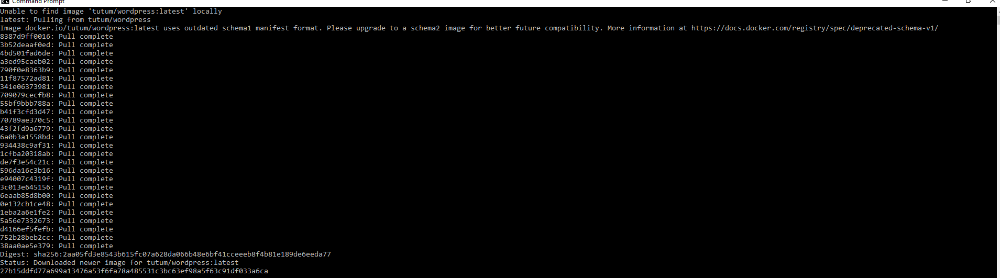 Command Prompt
Unable to find image 'tutum/wordpress:latest' locally
latest: Pulling from tutum/wordpress
Image docker.io/tutum/wordpress:latest uses outdated schema1 manifest format. Please upgrade to a schema2 image for better future compatibility. More information at https://docs.docker.com/registry/spec/deprecated-schema-v1/
8387d9ff0016: Pull complete
3b52deaaf0ed: Pull complete
4bd501fad6de: Pull complete
a3ed95caeb02: Pull complete
790f0e8363b9: Pull complete
11f87572ad81: Pull complete
341e06373981: Pull complete
709079cecfb8: Pull complete
55bf9bbb788a: Pull complete
b41f3cfd3d47: Pull complete
70789ae370c5: Pull complete
43f2fd9a6779: Pull complete
6a0b3a1558bd: Pull complete
934438c9af31: Pull complete
1cfba20318ab: Pull complete
de7f3e54c21c: Pull complete
596da16c3b16: Pull complete
e94007c4319f: Pull complete
3c013e645156: Pull complete
6eaab85d8b00: Pull complete
0e132cb1ce48: Pull complete
1eba2a6e1fe2: Pull complete
5a56e7332673: Pull complete
d4166ef5fefb: Pull complete
752b28beb2cc: Pull complete
38aa0ae5e379: Pull complete
Digest: sha256:2aa05fd3e8543b615fc07a628da066b48e6bf41cceeeb8f4b81e189de6eeda77
Status: Downloaded newer image for tutum/wordpress:latest
27b15ddfd77a699a13476a53f6fa78a485531c3bc63ef98a5f63c91df033a6ca